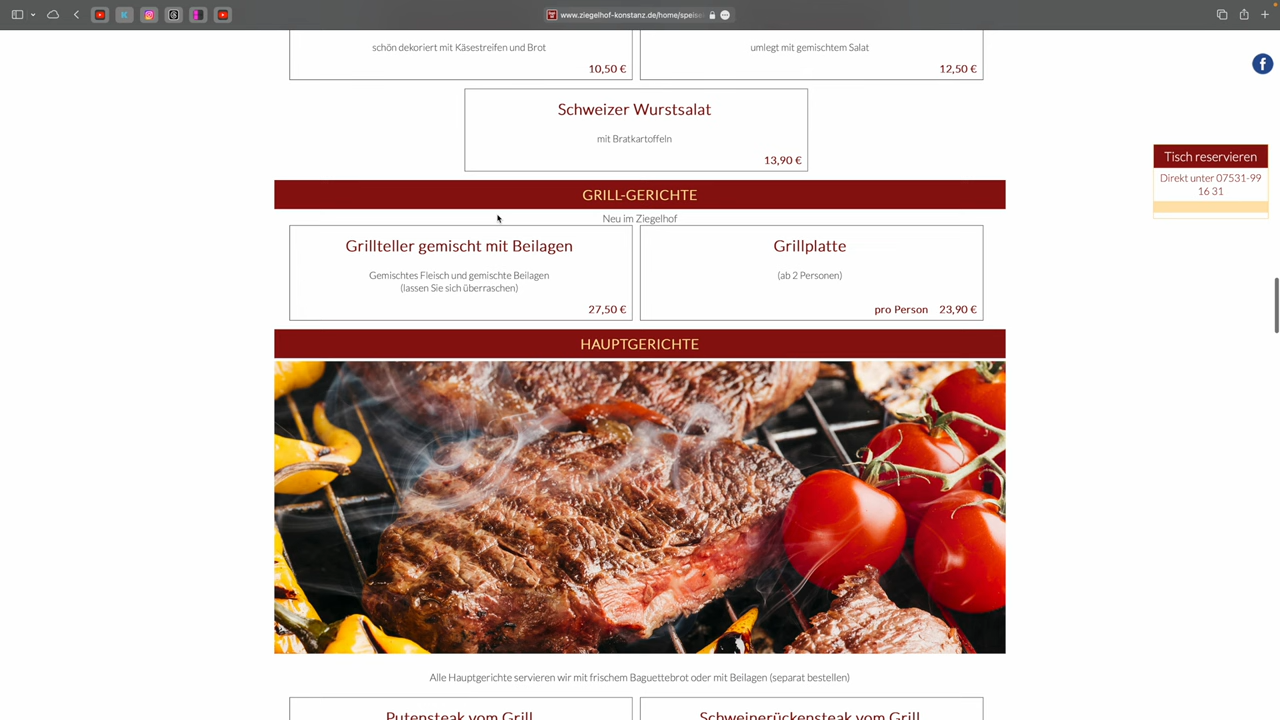 www.ziegelhof-konstanz.de/home/speise
schön dekoriert mit Käsestreifen und Brot
10,50 €
umlegt mit gemischtem Salat
12,50 €
Schweizer Wurstsalat
mit Bratkartoffeln
13,90 €
Tisch reservieren
Direkt unter 07531-99
16 31
GRILL-GERICHTE
Neu im Ziegelhof
Grillteller gemischt mit Beilagen
Gemischtes Fleisch und gemischte Beilagen
(lassen Sie sich überraschen)
27,50 €
Grillplatte
(ab 2 Personen)
pro Person 23,90 €
HAUPTGERICHTE
Alle Hauptgerichte servieren wir mit frischem Baguettebrot oder mit Beilagen (separat bestellen)
Putensteak vom Grill
Schweinerückensteak vom Grill